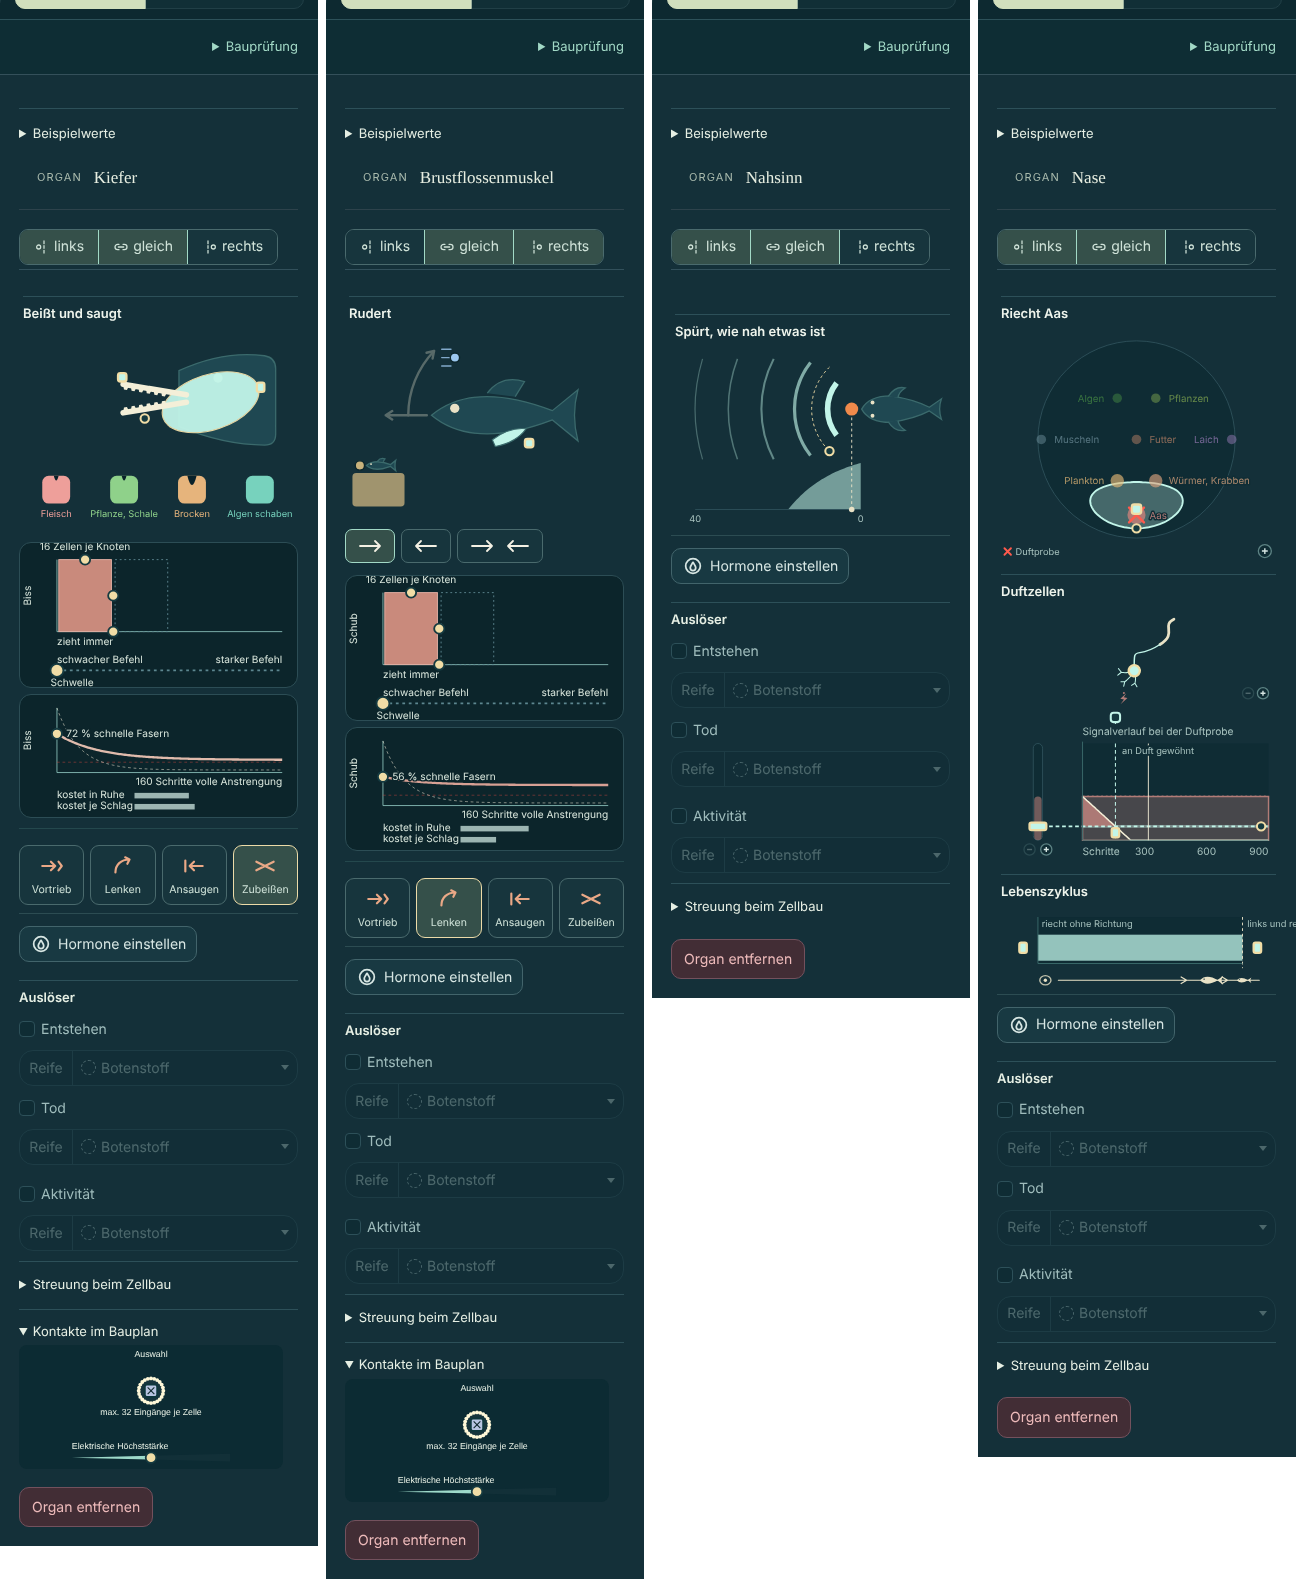 Bauprüfung
Beispielwerte
ORGAN Kiefer
links gleich rechts
Beißt und saugt
Fleisch Pflanze, Schale Brocken Algen schaben
16 Zellen je Knoten
Biss
zieht immer
schwacher Befehl starker Befehl
Schwelle
Biss
72 % schnelle Fasern
160 Schritte volle Anstrengung
kostet in Ruhe
kostet je Schlag
Vortrieb Lenken Ansaugen Zubeißen
Hormone einstellen
Auslöser
Entstehen
Reife Botenstoff
Tod
Reife Botenstoff
Aktivität
Reife Botenstoff
Streuung beim Zellbau
Kontakte im Bauplan
Auswahl
max. 32 Eingänge je Zelle
Elektrische Höchststärke
Organ entfernen
Bauprüfung
Beispielwerte
ORGAN Brustflossenmuskel
links gleich rechts
Rudert
16 Zellen je Knoten
Schub
zieht immer
schwacher Befehl starker Befehl
Schwelle
Schub
56 % schnelle Fasern
160 Schritte volle Anstrengung
kostet in Ruhe
kostet je Schlag
Vortrieb Lenken Ansaugen Zubeißen
Hormone einstellen
Auslöser
Entstehen
Reife Botenstoff
Tod
Reife Botenstoff
Aktivität
Reife Botenstoff
Streuung beim Zellbau
Kontakte im Bauplan
Auswahl
max. 32 Eingänge je Zelle
Elektrische Höchststärke
Organ entfernen
Bauprüfung
Beispielwerte
ORGAN Nahsinn
links gleich rechts
Spürt, wie nah etwas ist
40 0
Hormone einstellen
Auslöser
Entstehen
Reife Botenstoff
Tod
Reife Botenstoff
Aktivität
Reife Botenstoff
Streuung beim Zellbau
Organ entfernen
Bauprüfung
Beispielwerte
ORGAN Nase
links gleich rechts
Riecht Aas
Algen Pflanzen
Muscheln Futter Laich
Plankton Würmer, Krabben
Aas
Duftprobe
Duftzellen
Signalverlauf bei der Duftprobe
an Duft gewöhnt
Schritte 300 600 900
Lebenszyklus
riecht ohne Richtung links und re
Hormone einstellen
Auslöser
Entstehen
Reife Botenstoff
Tod
Reife Botenstoff
Aktivität
Reife Botenstoff
Streuung beim Zellbau
Organ entfernen